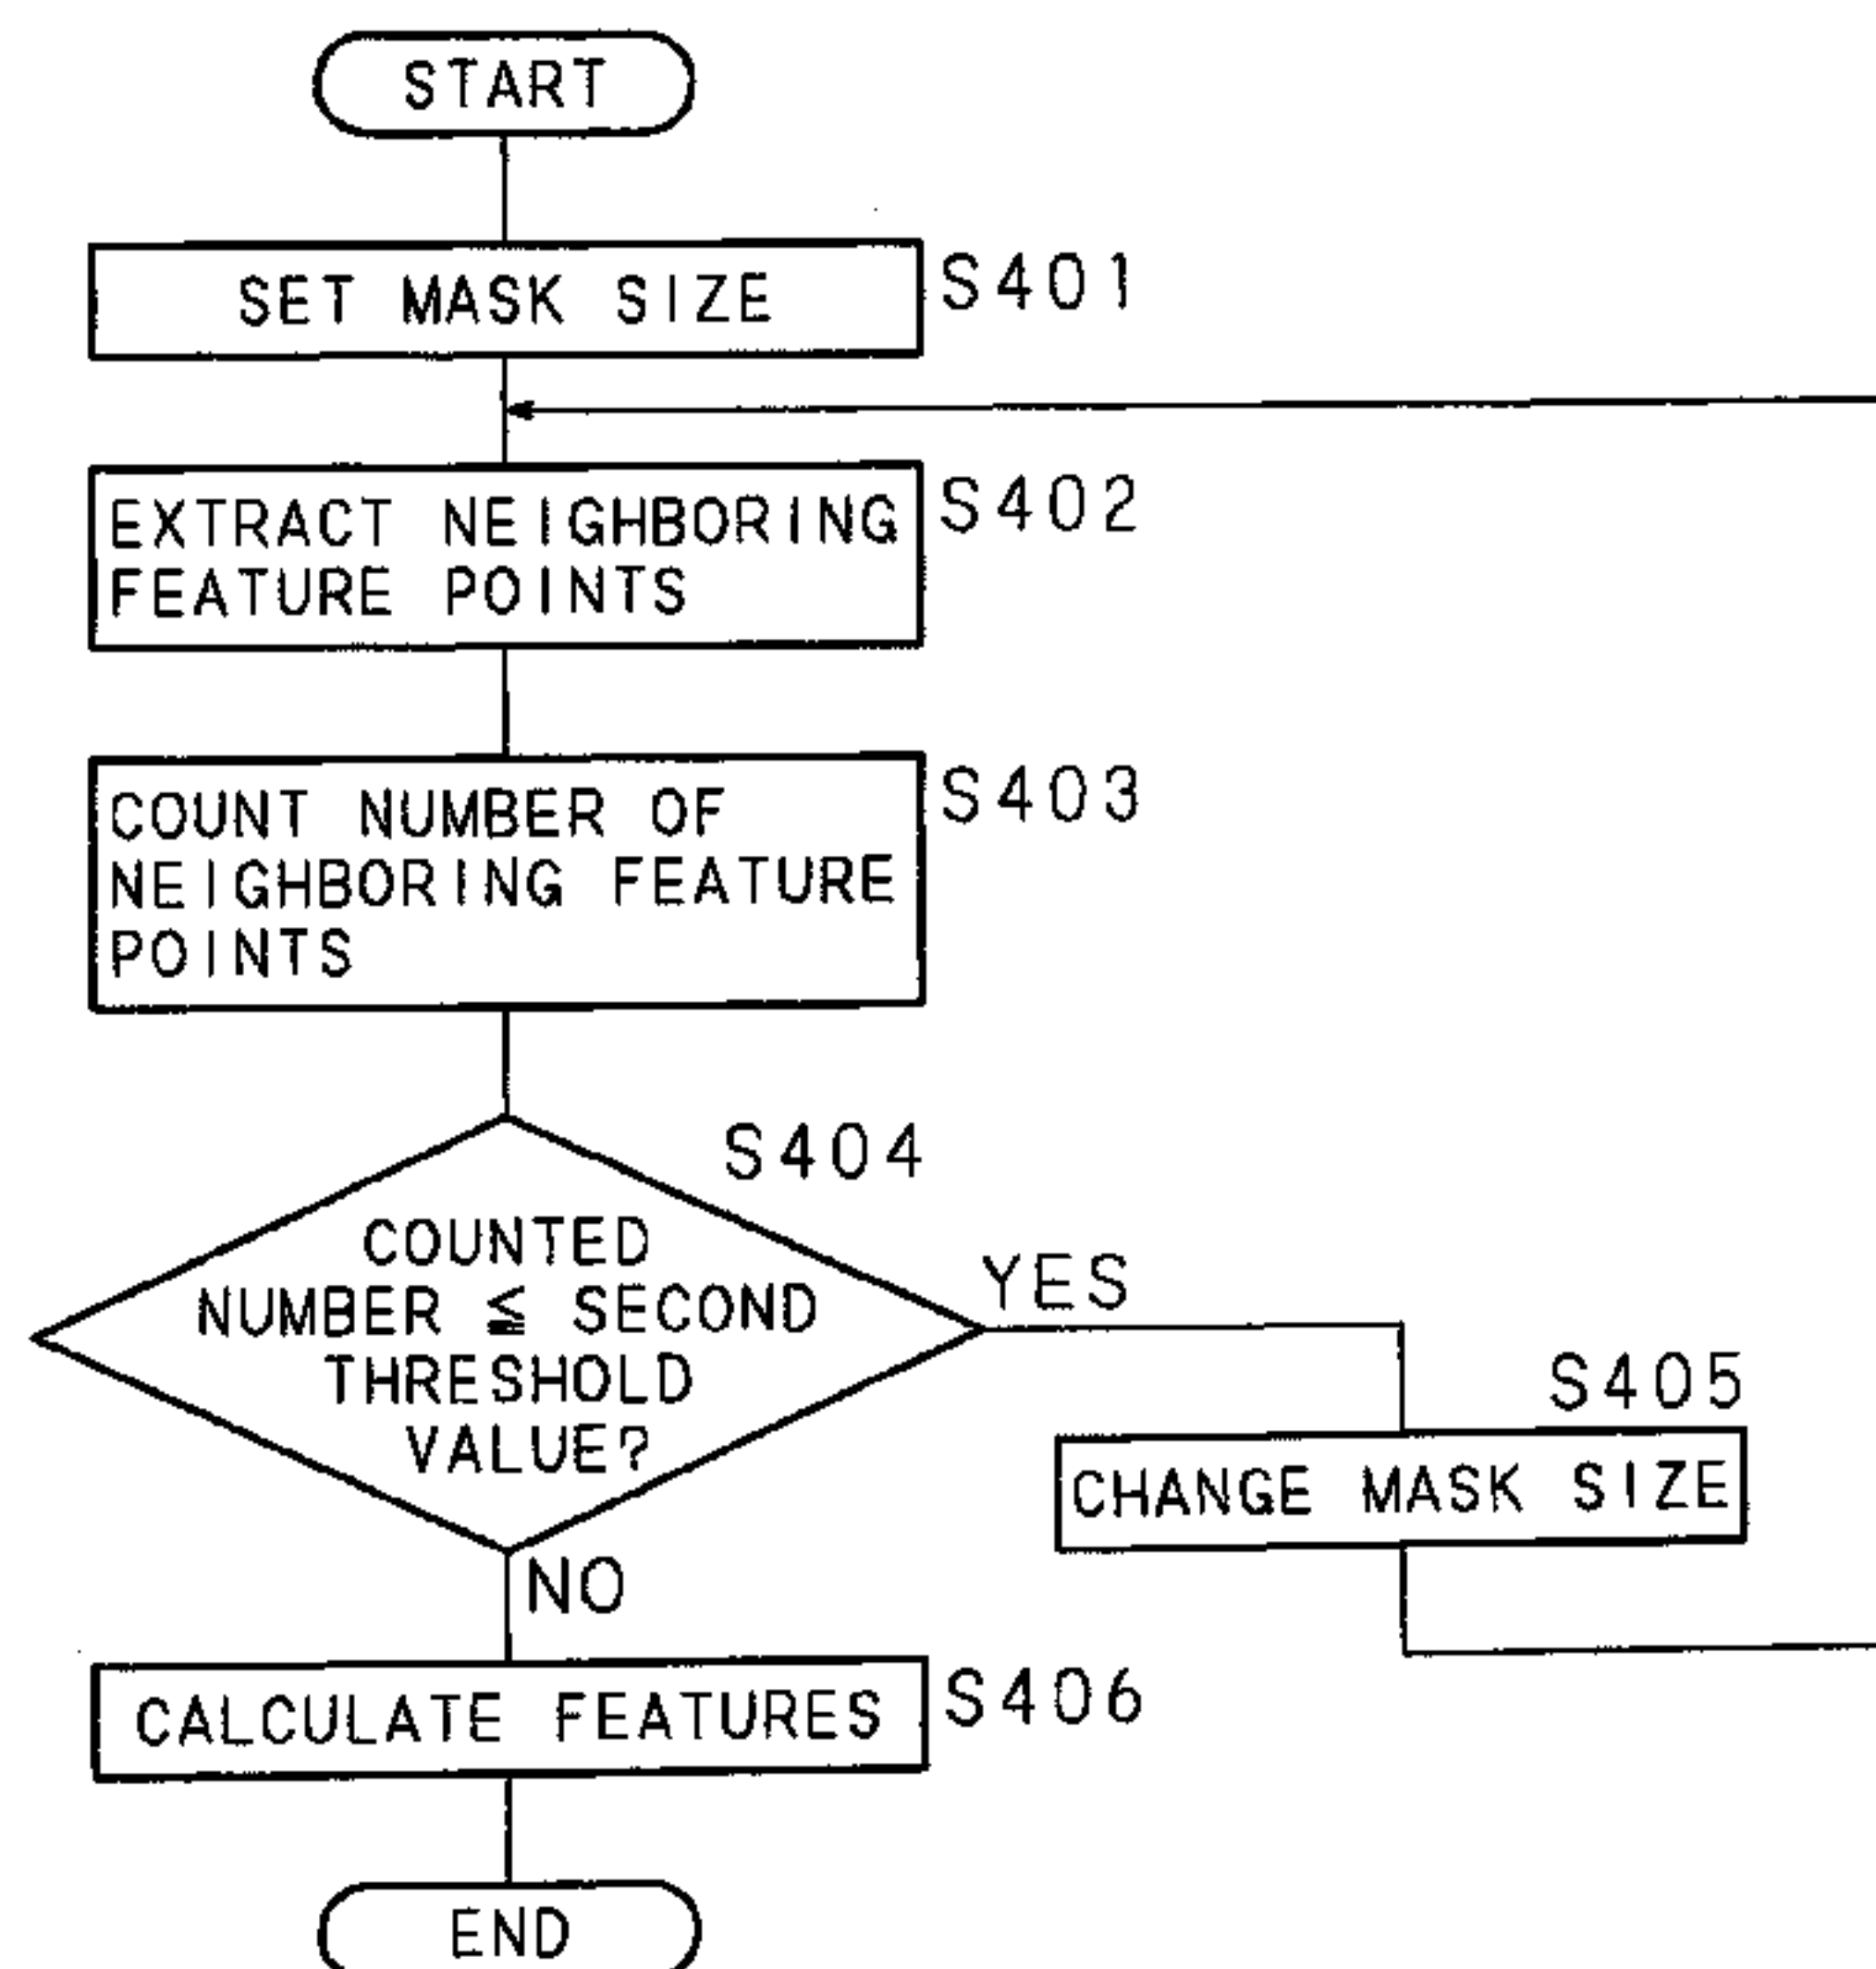 START
SET MASK SIZE
S401
EXTRACT NEIGHBORING
FEATURE POINTS
S402
COUNT NUMBER OF
NEIGHBORING FEATURE
POINTS
S403
S404
COUNTED
NUMBER ≦ SECOND
THRESHOLD
VALUE?
YES
S405
CHANGE MASK SIZE
NO
CALCULATE FEATURES
S406
END